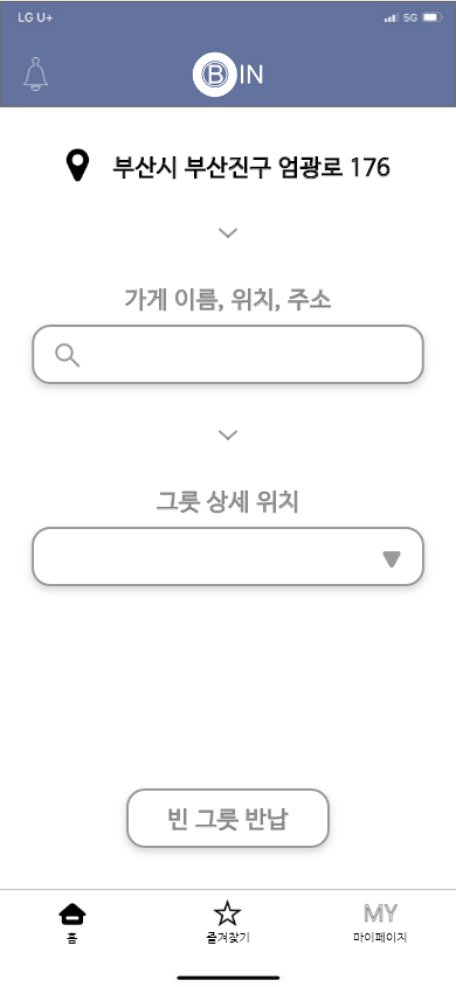 LG U+ 5G
BIN
부산시 부산진구 엄광로 176
가게 이름, 위치, 주소
그릇 상세 위치
빈 그릇 반납
MY
홈 즐겨찾기 마이페이지